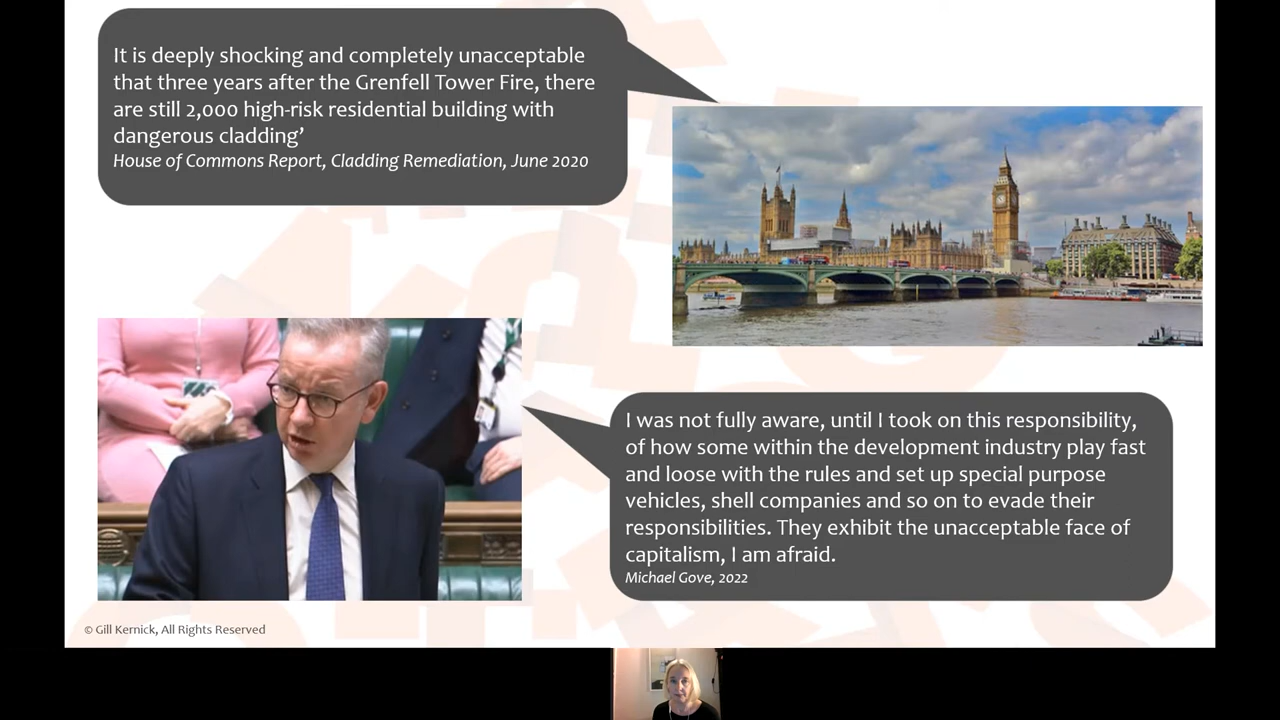 It is deeply shocking and completely unacceptable
that three years after the Grenfell Tower Fire, there
are still 2,000 high-risk residential building with
dangerous cladding’
House of Commons Report, Cladding Remediation, June 2020
I was not fully aware, until I took on this responsibility,
of how some within the development industry play fast
and loose with the rules and set up special purpose
vehicles, shell companies and so on to evade their
responsibilities. They exhibit the unacceptable face of
capitalism, I am afraid.
Michael Gove, 2022
© Gill Kernick, All Rights Reserved